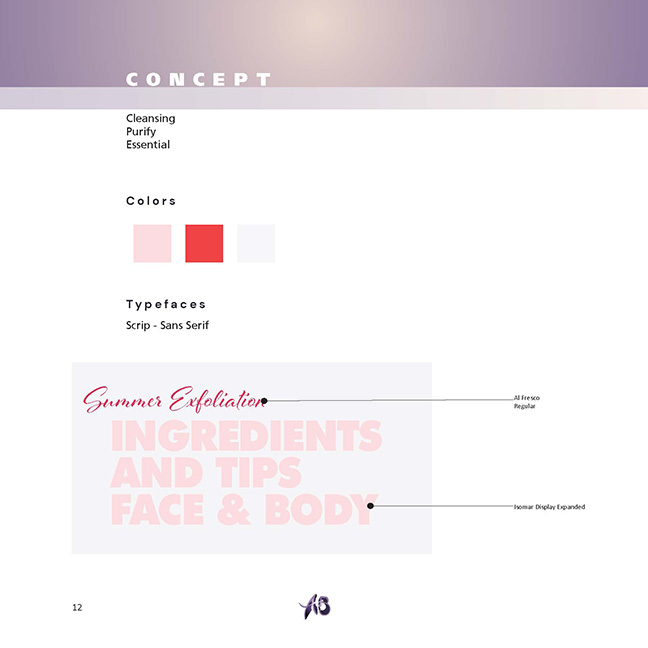 CONCEPT
Cleansing
Purify
Essential
Colors
Typefaces
Scrip - Sans Serif
Summer Exfoliation
Al Fresco
Regular
INGREDIENTS
AND TIPS
FACE & BODY
Isomar Display Expanded
12
AB